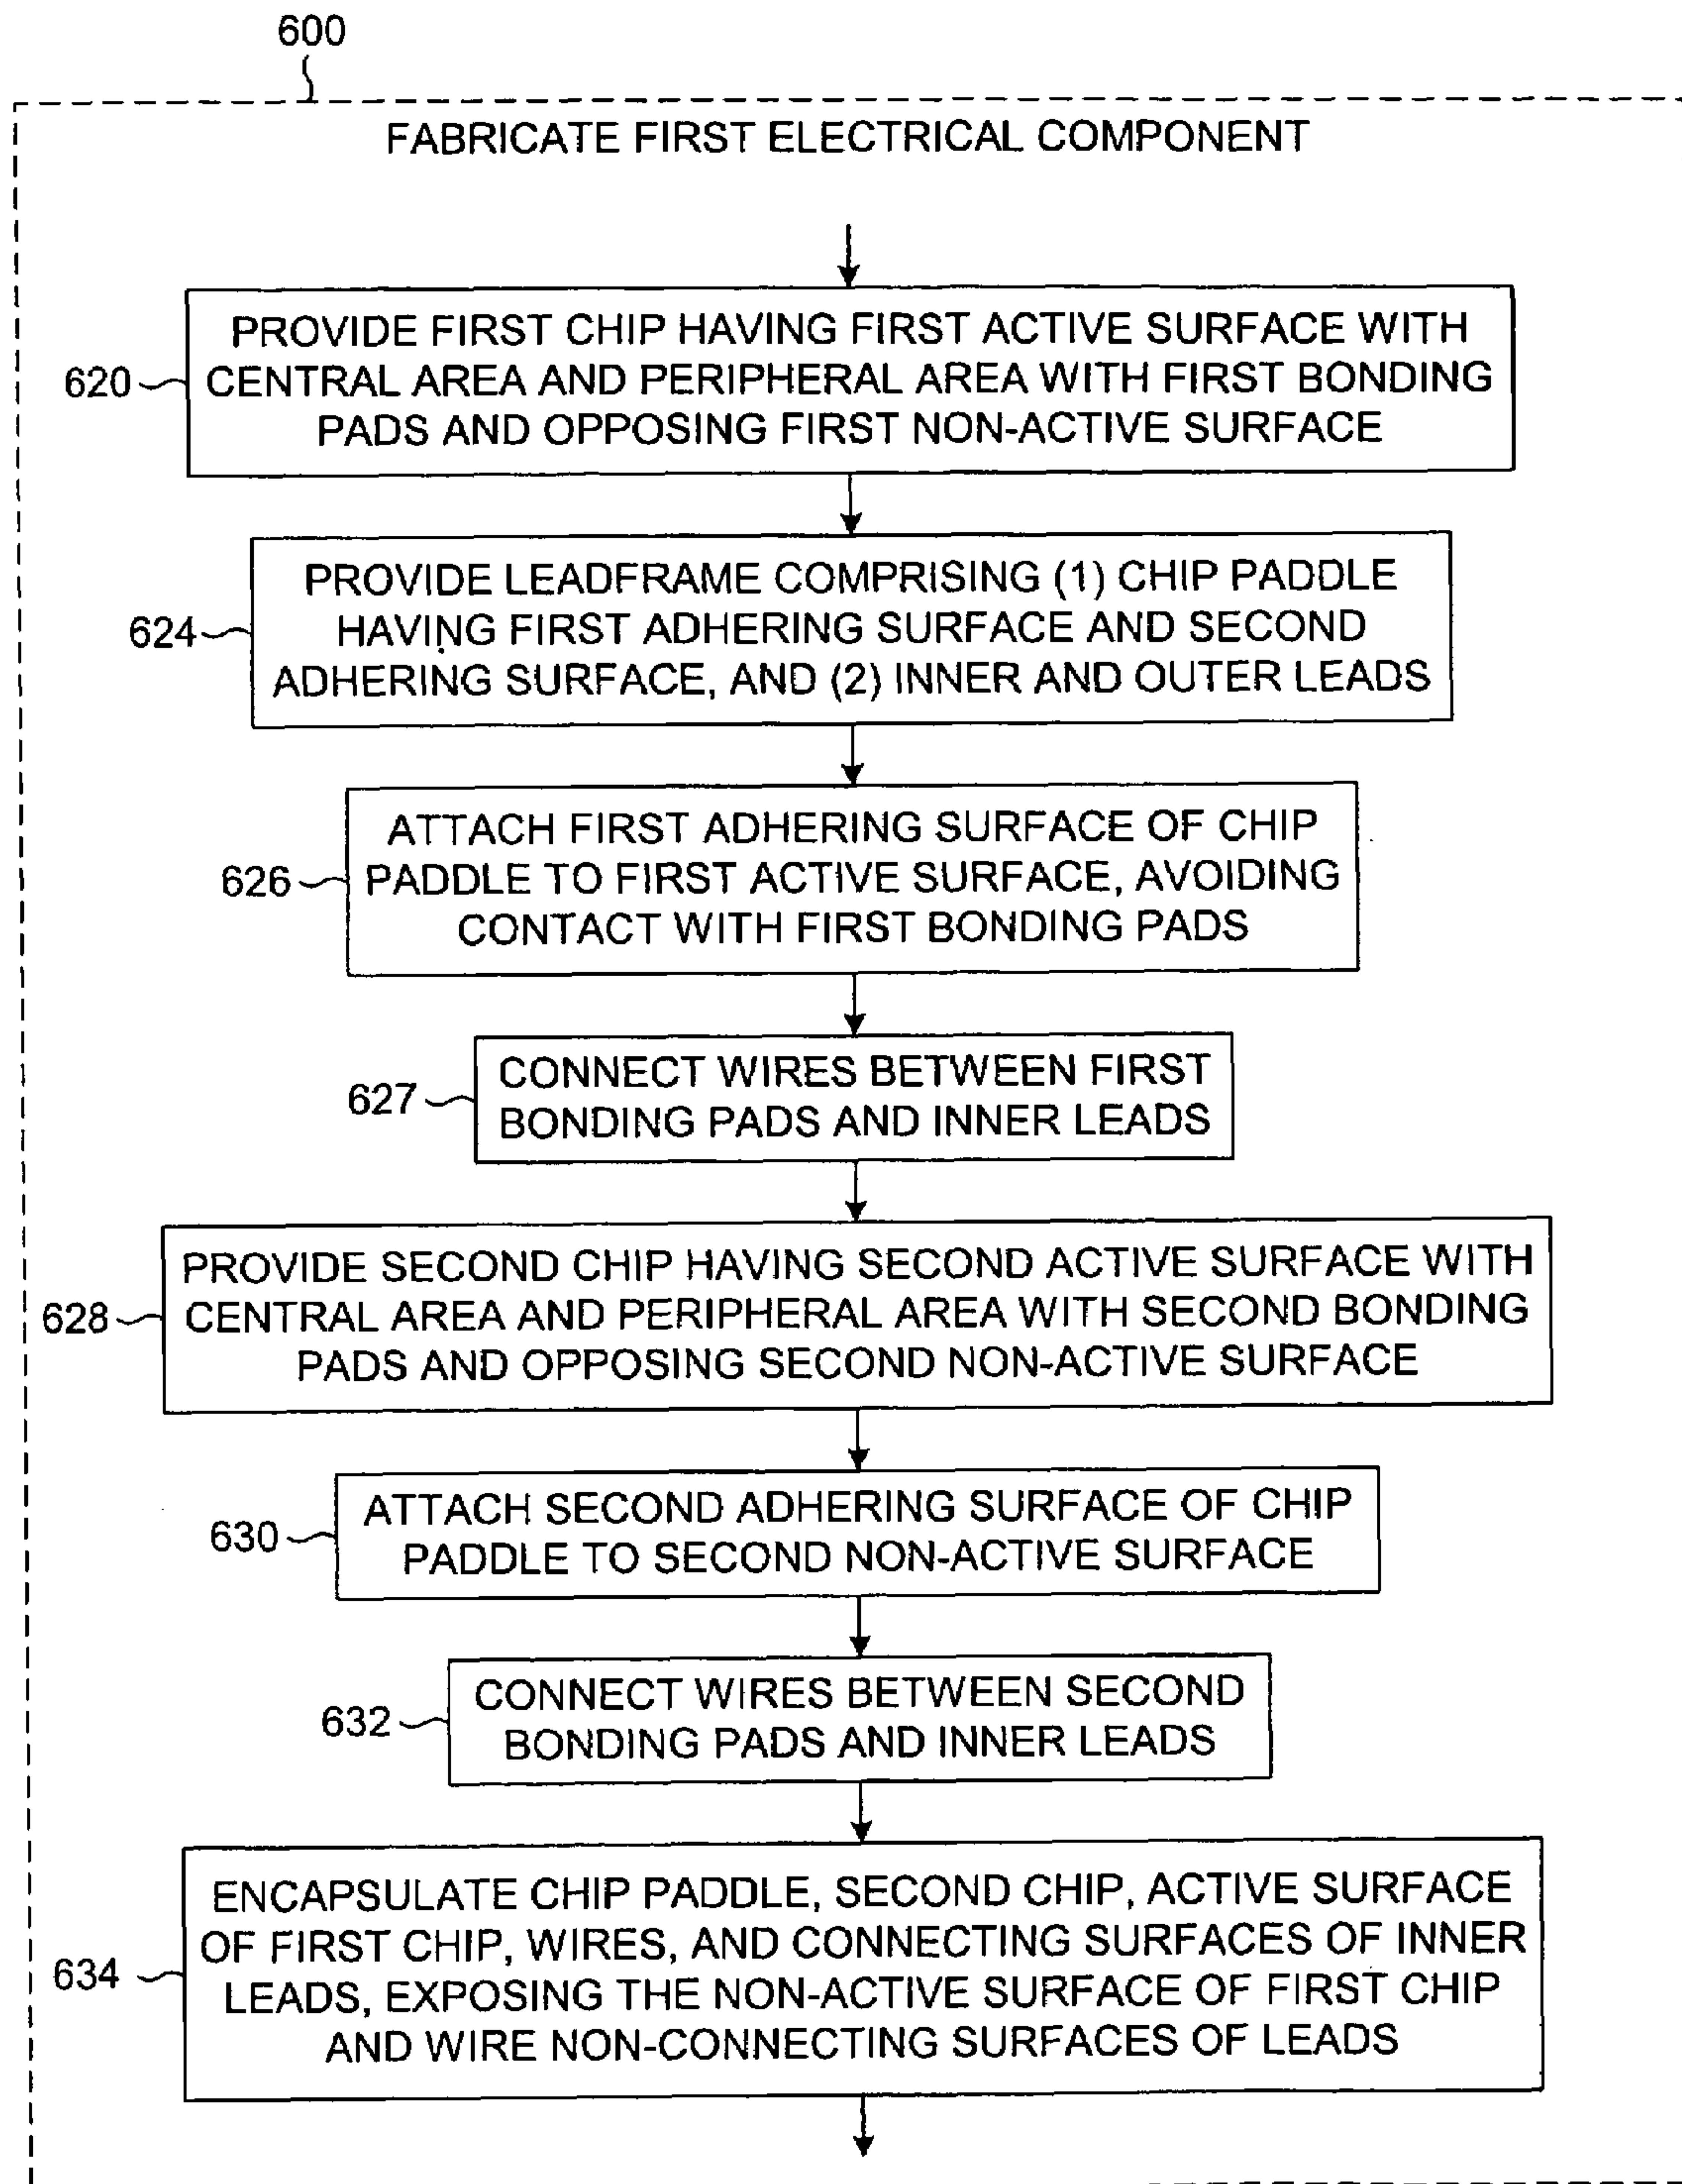 600
FABRICATE FIRST ELECTRICAL COMPONENT
620
PROVIDE FIRST CHIP HAVING FIRST ACTIVE SURFACE WITH
CENTRAL AREA AND PERIPHERAL AREA WITH FIRST BONDING
PADS AND OPPOSING FIRST NON-ACTIVE SURFACE
624
PROVIDE LEADFRAME COMPRISING (1) CHIP PADDLE
HAVING FIRST ADHERING SURFACE AND SECOND
ADHERING SURFACE, AND (2) INNER AND OUTER LEADS
626
ATTACH FIRST ADHERING SURFACE OF CHIP
PADDLE TO FIRST ACTIVE SURFACE, AVOIDING
CONTACT WITH FIRST BONDING PADS
627
CONNECT WIRES BETWEEN FIRST
BONDING PADS AND INNER LEADS
628
PROVIDE SECOND CHIP HAVING SECOND ACTIVE SURFACE WITH
CENTRAL AREA AND PERIPHERAL AREA WITH SECOND BONDING
PADS AND OPPOSING SECOND NON-ACTIVE SURFACE
630
ATTACH SECOND ADHERING SURFACE OF CHIP
PADDLE TO SECOND NON-ACTIVE SURFACE
632
CONNECT WIRES BETWEEN SECOND
BONDING PADS AND INNER LEADS
634
ENCAPSULATE CHIP PADDLE, SECOND CHIP, ACTIVE SURFACE
OF FIRST CHIP, WIRES, AND CONNECTING SURFACES OF INNER
LEADS, EXPOSING THE NON-ACTIVE SURFACE OF FIRST CHIP
AND WIRE NON-CONNECTING SURFACES OF LEADS